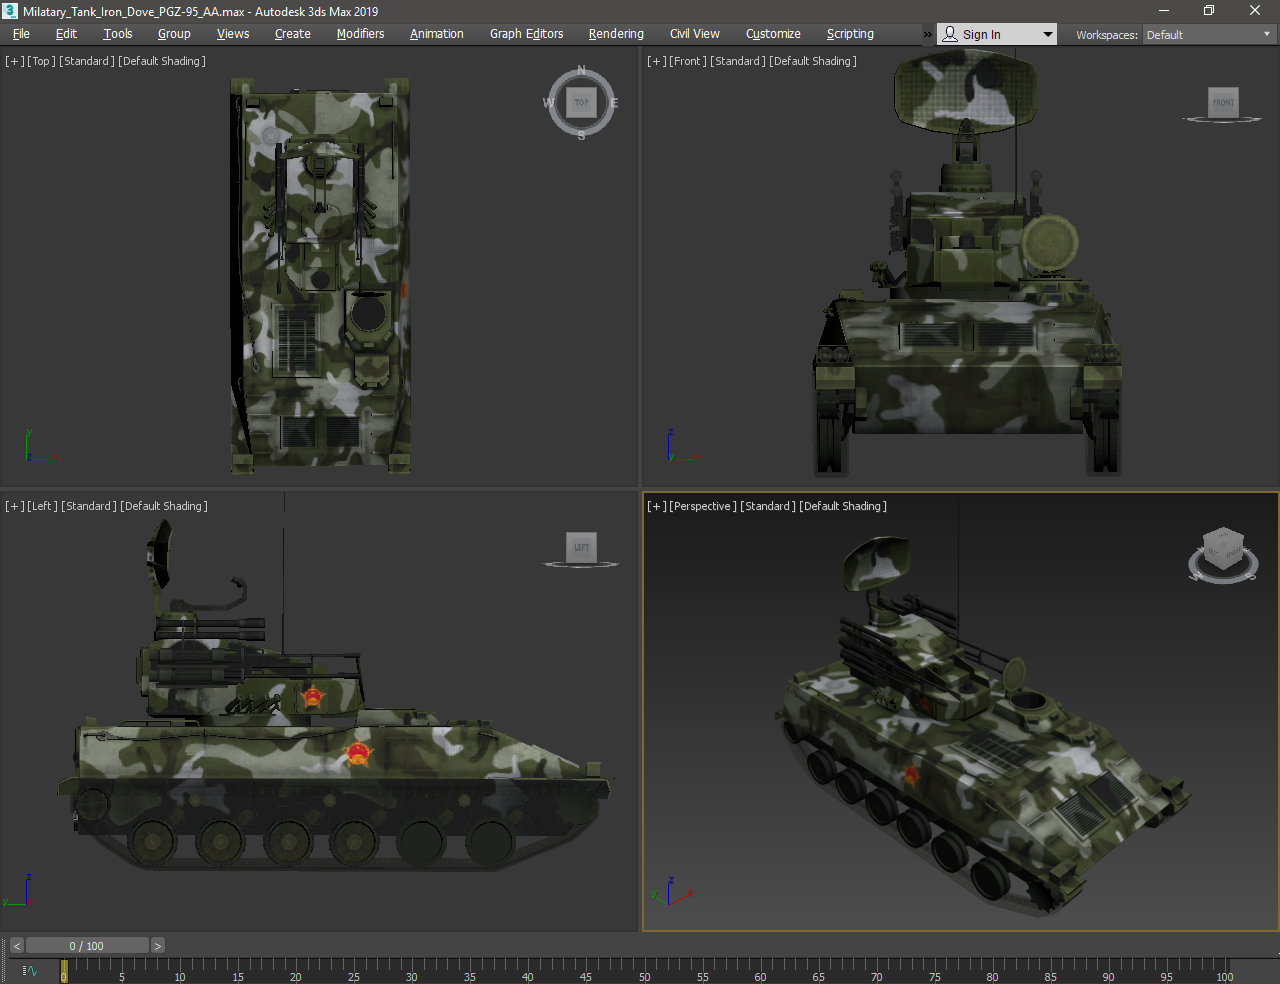 Milatary_Tank_Iron_Dove_PGZ-95_AA.max - Autodesk 3ds Max 2019
File Edit Tools Group Views Create Modifiers Animation Graph Editors Rendering Civil View Customize Scripting » Sign In Workspaces: Default
[+] [Top] [Standard] [Default Shading]
N
W TOP E
S
y
z x
[+] [Front] [Standard] [Default Shading]
FRONT
z
y x
[+] [Left] [Standard] [Default Shading]
LEFT
z
y
[+] [Perspective] [Standard] [Default Shading]
W S
z
y x
< 0 / 100 >
0 5 10 15 20 25 30 35 40 45 50 55 60 65 70 75 80 85 90 95 100